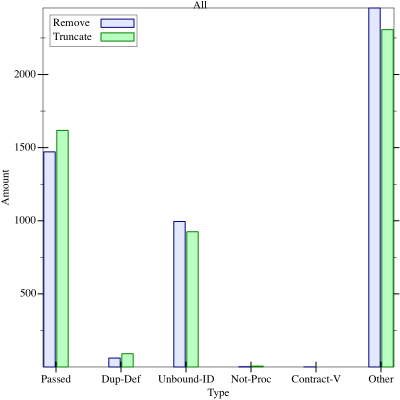 All
Remove
Truncate
2000
1500
1000
500
Amount
Passed Dup-Def Unbound-ID Not-Proc Contract-V Other
Type